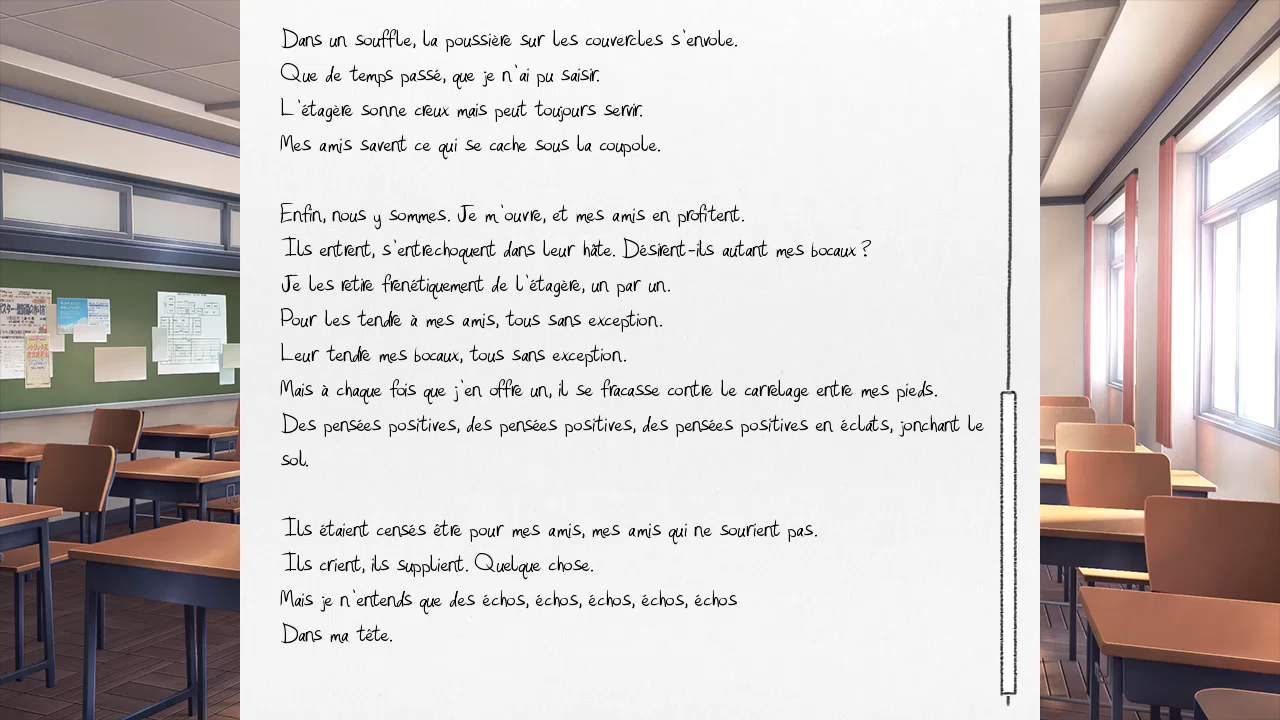 Dans un souffle, la poussière sur les couvercles s'envole.
Que de temps passé, que je n'ai pu saisir.
L'étagère sonne creux mais peut toujours servir.
Mes amis savent ce qui se cache sous la coupole.
Enfin, nous y sommes. Je m'ouvre, et mes amis en profitent.
Ils entrent, s'entrechoquent dans leur hâte. Désirent-ils autant mes bocaux ?
Je les retire frénétiquement de l'étagère, un par un.
Pour les tendre à mes amis, tous sans exception.
Leur tendre mes bocaux, tous sans exception.
Mais à chaque fois que j'en offre un, il se fracasse contre le carrelage entre mes pieds.
Des pensées positives, des pensées positives, des pensées positives en éclats, jonchant le
sol.
Ils étaient censés être pour mes amis, mes amis qui ne sourient pas.
Ils crient, ils supplient. Quelque chose.
Mais je n'entends que des échos, échos, échos, échos, échos
Dans ma tête.